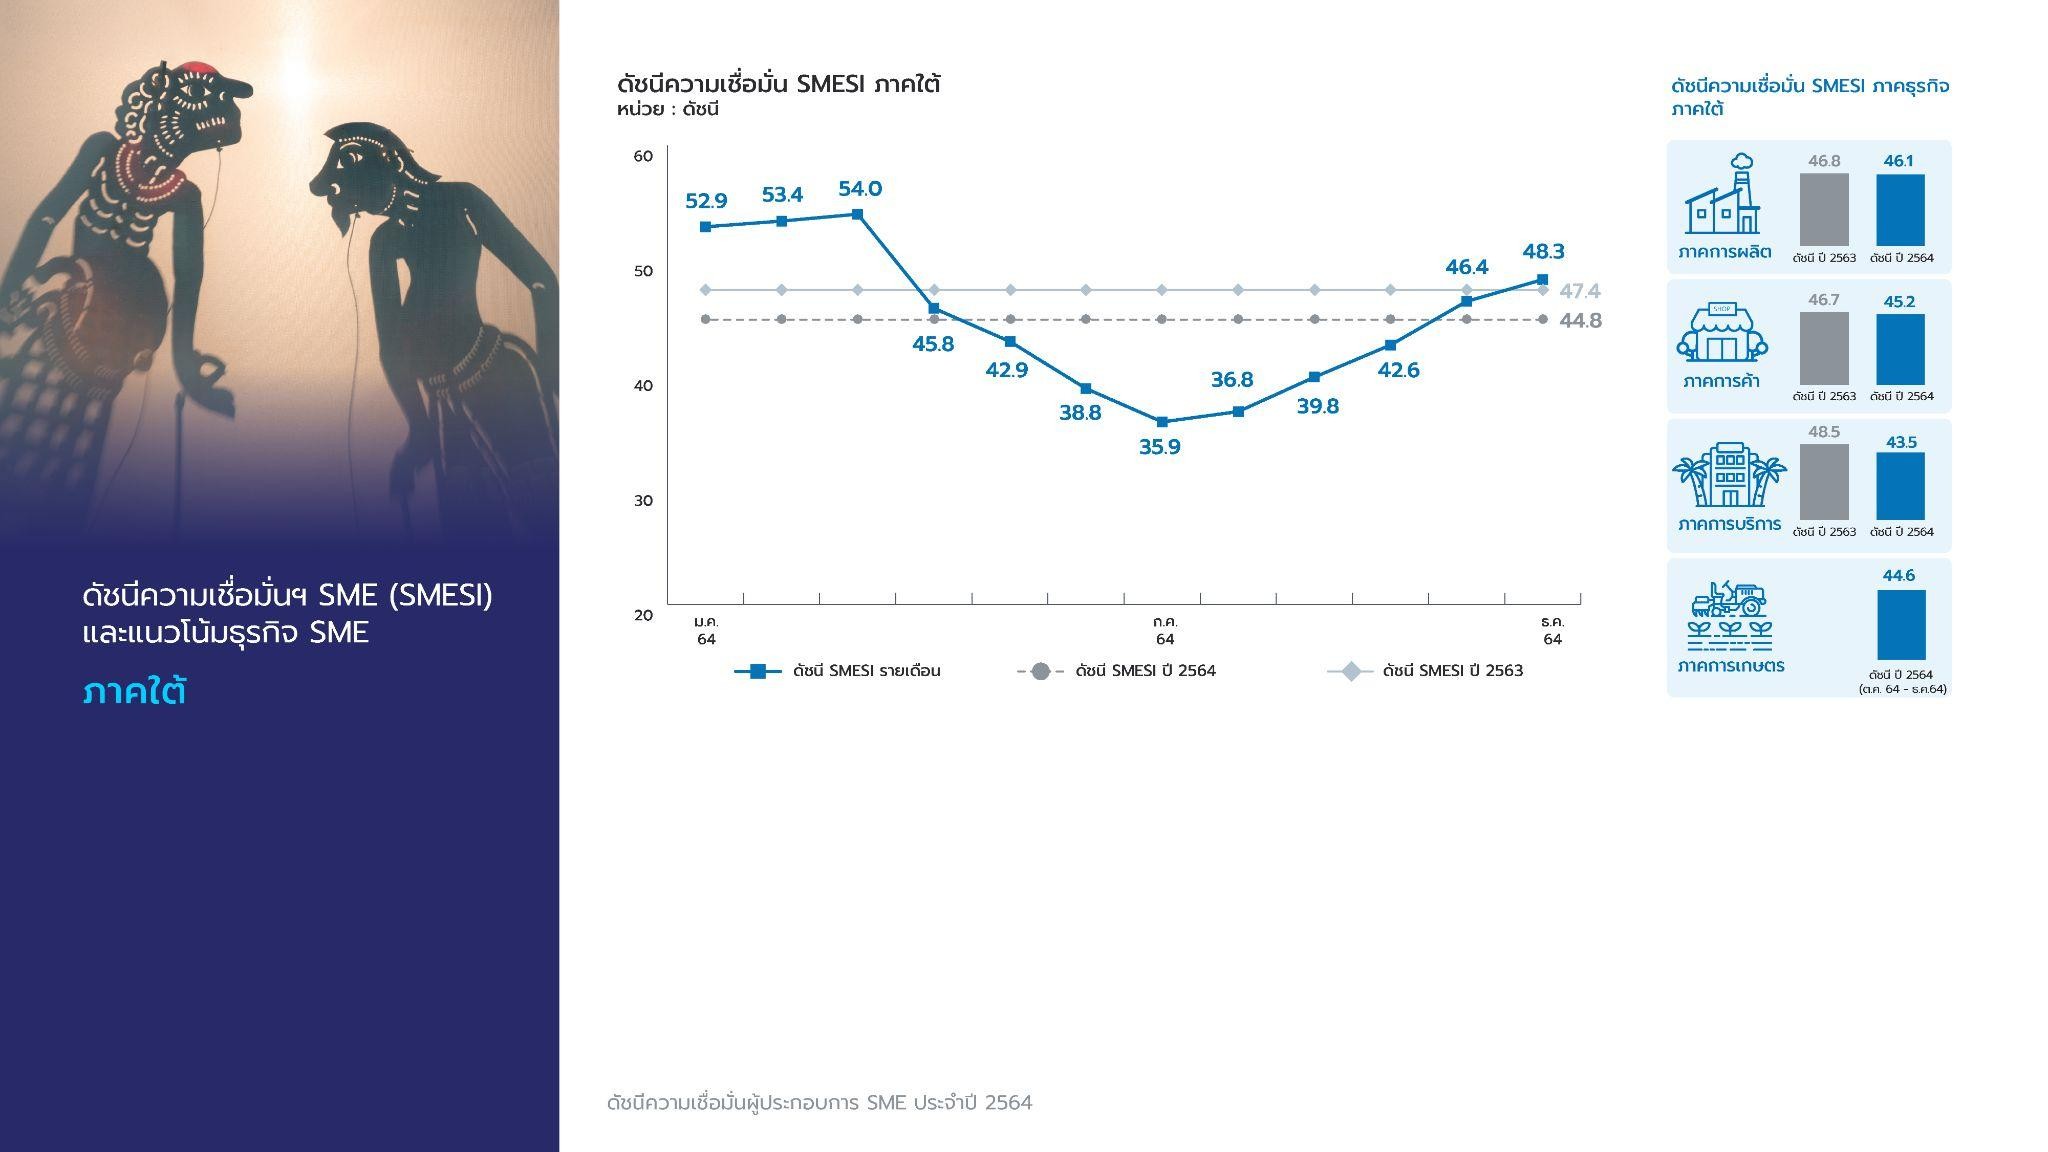 ดัชนีความเชื่อมั่นฯ SME (SMESI)
และแนวโน้มธุรกิจ SME
ภาคใต้
ดัชนีความเชื่อมั่น SMESI ภาคใต้
หน่วย : ดัชนี
60
50
40
30
20
52.9
53.4
54.0
45.8
42.9
38.8
35.9
36.8
39.8
42.6
46.4
48.3
47.4
44.8
ม.ค.
64
ก.ค.
64
ธ.ค.
64
ดัชนี SMESI รายเดือน
ดัชนี SMESI ปี 2564
ดัชนี SMESI ปี 2563
ดัชนีความเชื่อมั่น SMESI ภาคธุรกิจ
ภาคใต้
46.8
46.1
ภาคการผลิต
ดัชนี ปี 2563
ดัชนี ปี 2564
46.7
45.2
SHOP
ภาคการค้า
ดัชนี ปี 2563
ดัชนี ปี 2564
48.5
43.5
ภาคการบริการ
ดัชนี ปี 2563
ดัชนี ปี 2564
44.6
ภาคการเกษตร
ดัชนี ปี 2564
(ต.ค. 64 - ธ.ค.64)
ดัชนีความเชื่อมั่นผู้ประกอบการ SME ประจำปี 2564